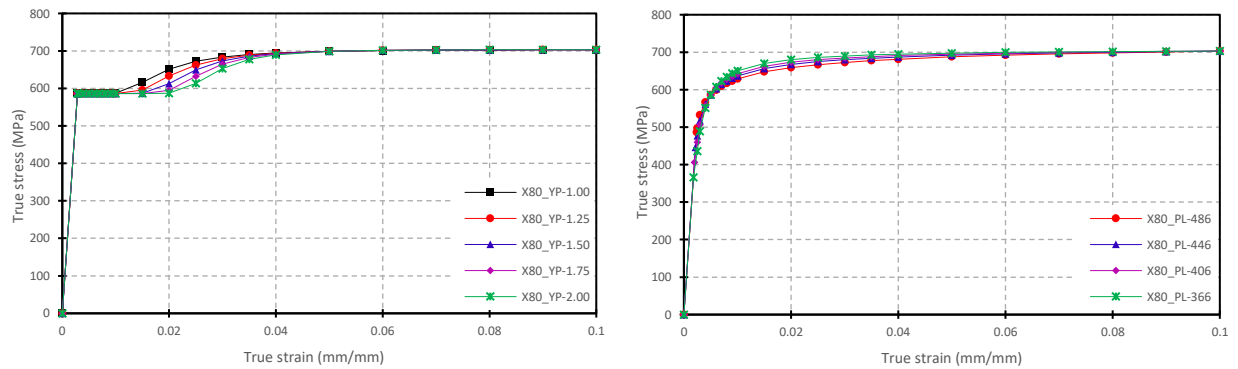 800
700
600
500
400
300
200
100
0
True stress (MPa)
X80_YP-1.00
X80_YP-1.25
X80_YP-1.50
X80_YP-1.75
X80_YP-2.00
0 0.02 0.04 0.06 0.08 0.1
True strain (mm/mm)
800
700
600
500
400
300
200
100
0
True stress (MPa)
X80_PL-486
X80_PL-446
X80_PL-406
X80_PL-366
0 0.02 0.04 0.06 0.08 0.1
True strain (mm/mm)